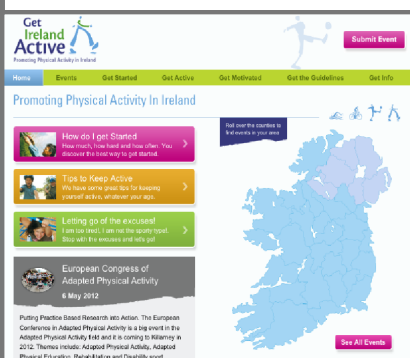 Get
Ireland
Active
Promoting Physical Activity in Ireland
Submit Event
Home Events Get Started Get Active Get Motivated Get the Guidelines Get Info
Promoting Physical Activity In Ireland
Roll over the counties to
find events in your area
How do I get Started
How much, how hard and how often. You
discover the best way to get started.
Tips to Keep Active
We have some great tips for keeping
yourself active, whatever your age.
Letting go of the excuses!
I am too tired, I am not the sporty type!.
Stop with the excuses and let's go!
European Congress of
Adapted Physical Activity
6 May 2012
Putting Practice Based Research into Action. The European
Conference in Adapted Physical Activity is a big event in the
Adapted Physical Activity field and it is coming to Killarney in
2012. Themes include: Adapted Physical Activity, Adapted
Physical Education, Rehabilitation and Disability sport
See All Events